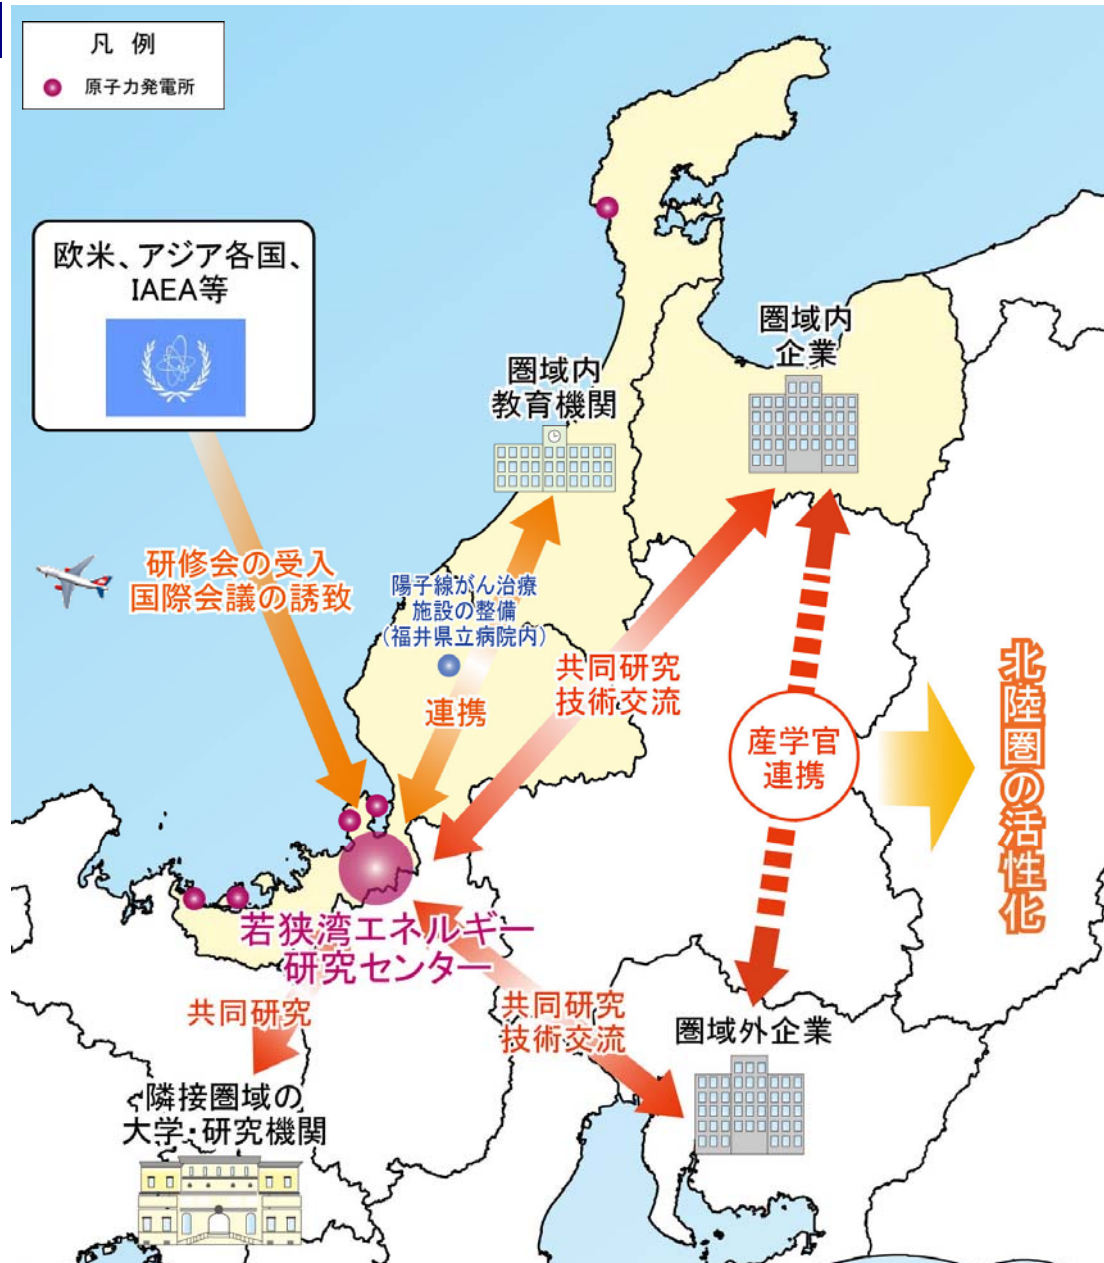 凡 例
原子力発電所
欧米、アジア各国、
IAEA等
圏域内
企業
圏域内
教育機関
研修会の受入
国際会議の誘致
陽子線がん治療
施設の整備
(福井県立病院内)
連携
共同研究
技術交流
産学官
連携
北陸圏の活性化
若狭湾エネルギー
研究センター
共同研究
共同研究
技術交流
圏域外企業
隣接圏域の
大学・研究機関